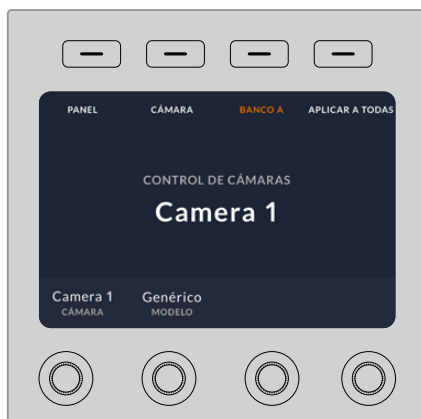 PANEL CÁMARA BANCO A APLICAR A TODAS
CONTROL DE CÁMARAS
Camera 1
Camera 1 Genérico
CÁMARA MODELO